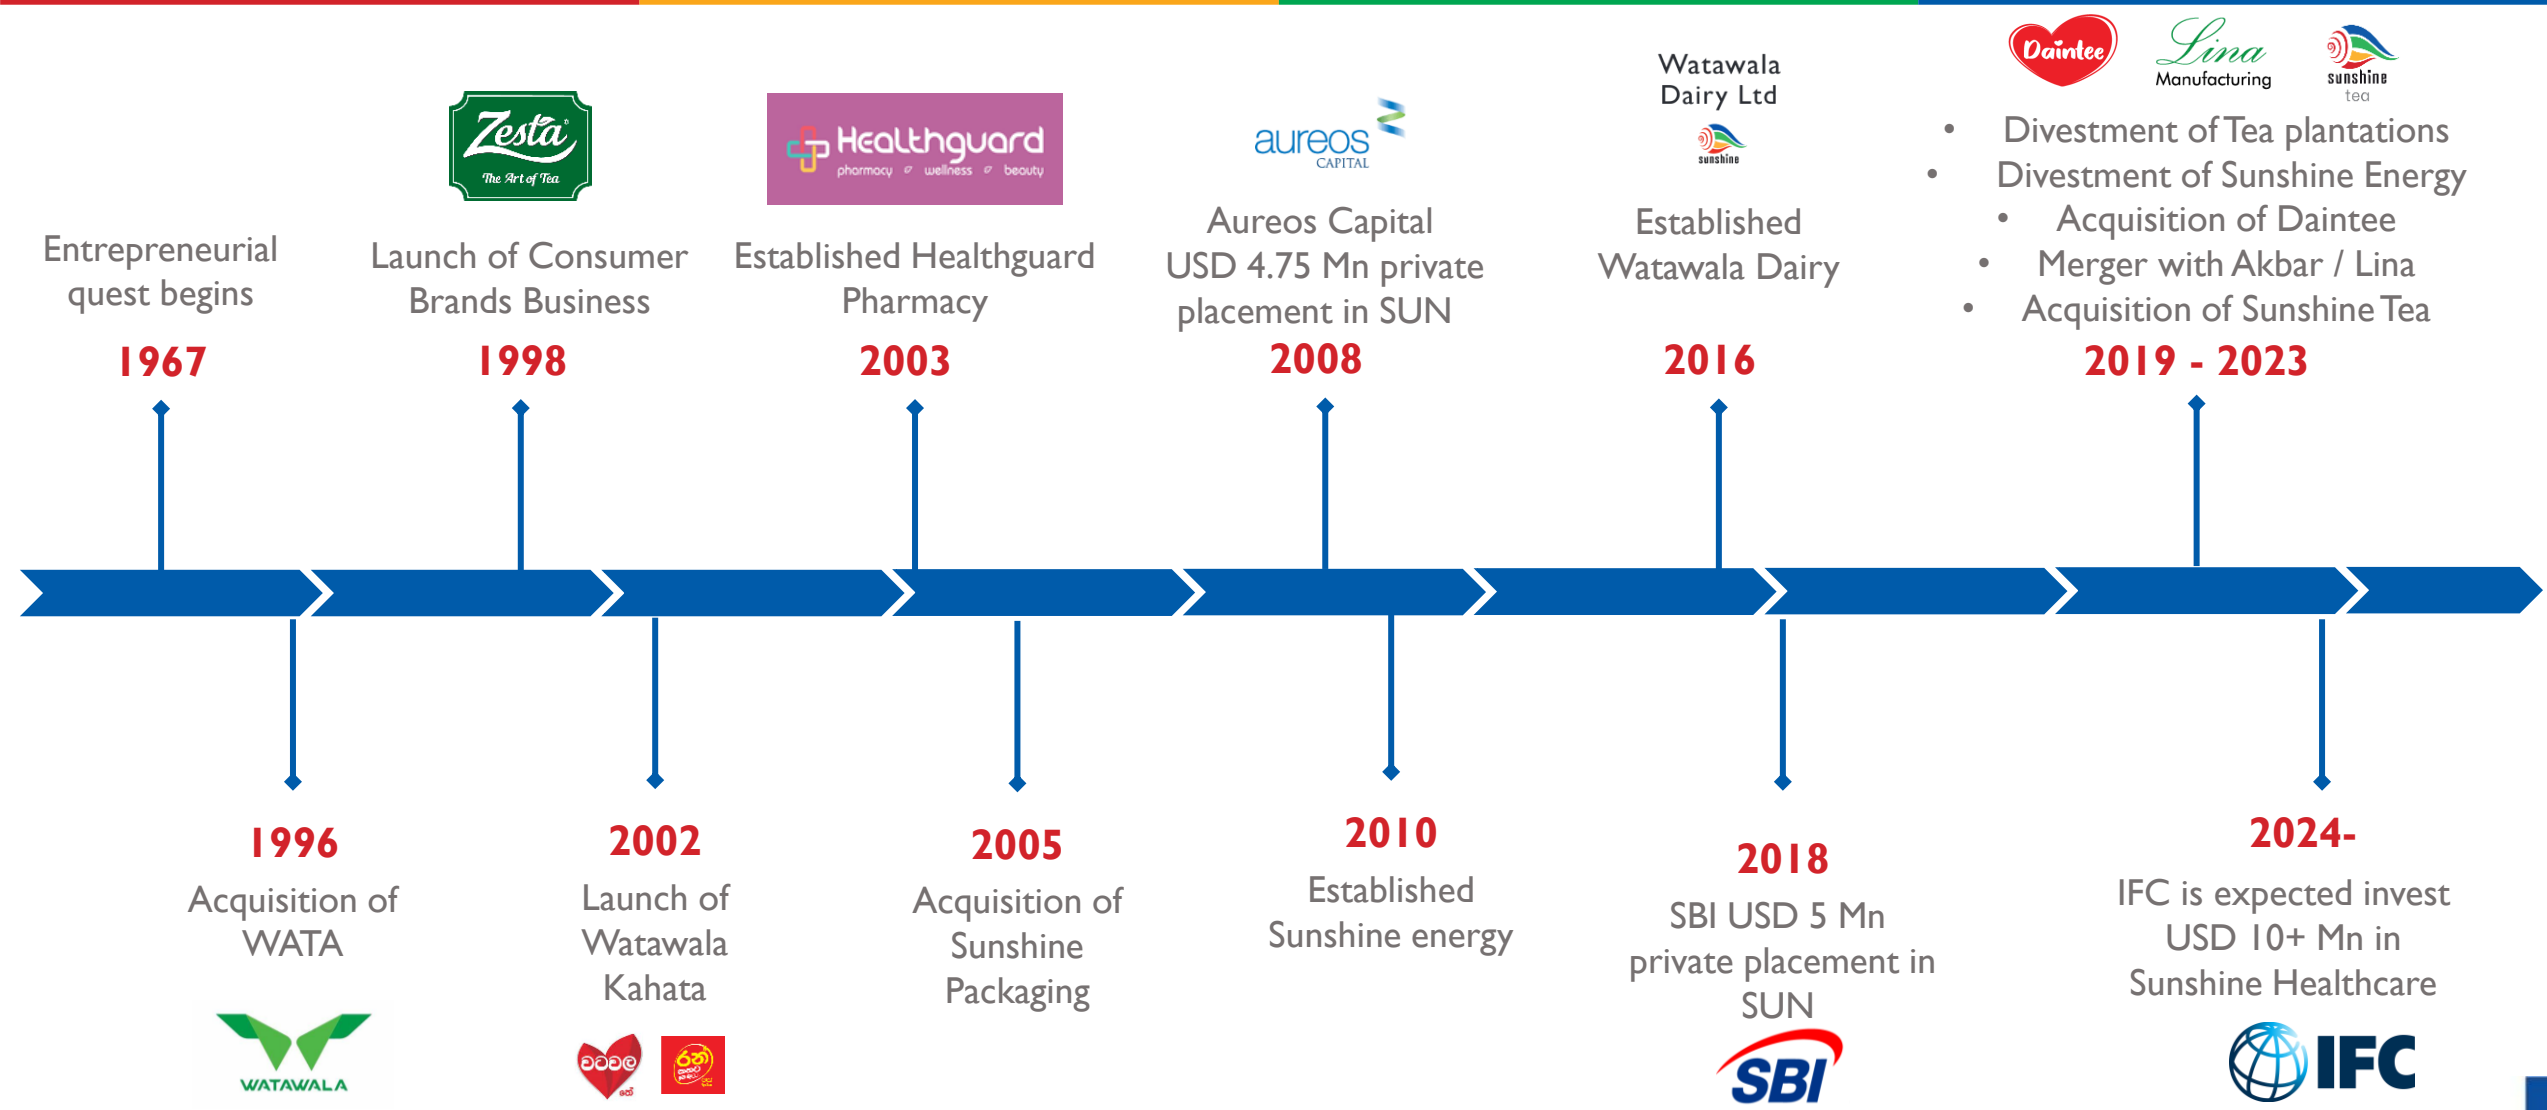 Entrepreneurial
quest begins
1967
Zesta
The Art of Tea
Launch of Consumer
Brands Business
1998
Healthguard
pharmacy wellness beauty
Established Healthguard
Pharmacy
2003
aureos
CAPITAL
Aureos Capital
USD 4.75 Mn private
placement in SUN
2008
Watawala
Dairy Ltd
sunshine
Established
Watawala Dairy
2016
Daintee
Lina
Manufacturing
sunshine
tea
• Divestment of Tea plantations
• Divestment of Sunshine Energy
• Acquisition of Daintee
• Merger with Akbar / Lina
• Acquisition of Sunshine Tea
2019 - 2023
1996
Acquisition of
WATA
WATAWALA
2002
Launch of
Watawala
Kahata
වටවල
තේ
රන්
කහට
2005
Acquisition of
Sunshine
Packaging
2010
Established
Sunshine energy
2018
SBI USD 5 Mn
private placement in
SUN
SBI
2024-
IFC is expected invest
USD 10+ Mn in
Sunshine Healthcare
IFC